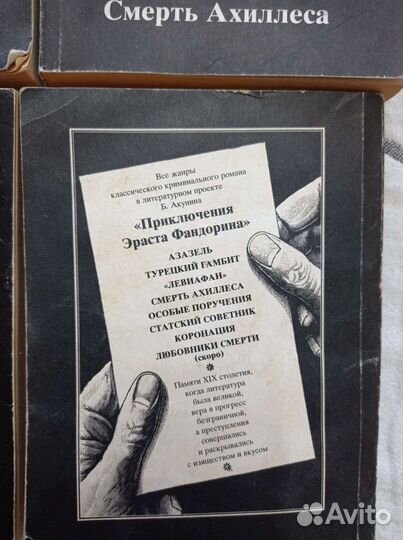 Смерть Ахиллеса
Все жанры
классического криминального романа
в литературном проекте
Б. Акунина
«Приключения
Эраста Фандорина»
АЗАЗЕЛЬ
ТУРЕЦКИЙ ГАМБИТ
«ЛЕВИАФАН»
СМЕРТЬ АХИЛЛЕСА
ОСОБЫЕ ПОРУЧЕНИЯ
СТАТСКИЙ СОВЕТНИК
КОРОНАЦИЯ
ЛЮБОВНИКИ СМЕРТИ
(скоро)
Памяти XIX столетия,
когда литература
была великой,
вера в прогресс
безграничной,
а преступления
совершались
и раскрывались
с изяществом и вкусом
Avito